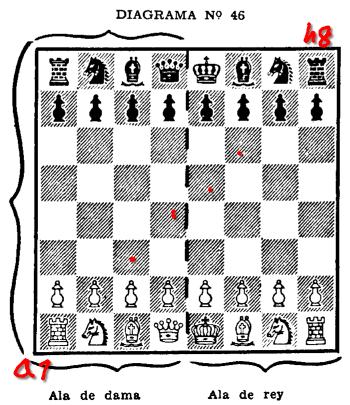 DIAGRAMA Nº 46
h8
a1
Ala de dama Ala de rey